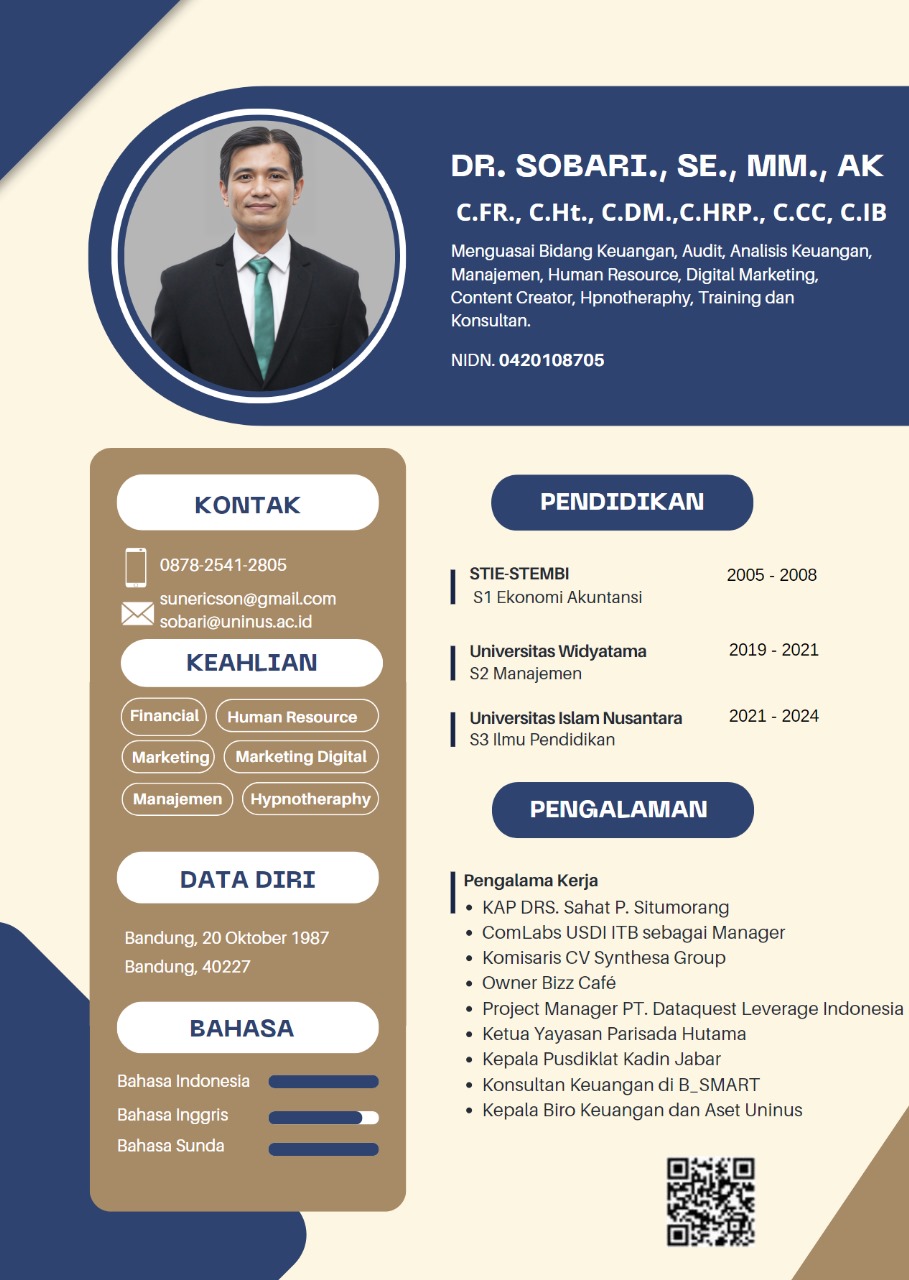 DR. SOBARI., SE., MM., AK
C.FR., C.Ht., C.DM.,C.HRP., C.CC, C.IB
Menguasai Bidang Keuangan, Audit, Analisis Keuangan,
Manajemen, Human Resource, Digital Marketing,
Content Creator, Hpnotheraphy, Training dan
Konsultan.
NIDN. 0420108705
KONTAK
0878-2541-2805
sunericson@gmail.com
sobari@uninus.ac.id
KEAHLIAN
Financial
Human Resource
Marketing
Marketing Digital
Manajemen
Hypnotheraphy
DATA DIRI
Bandung, 20 Oktober 1987
Bandung, 40227
BAHASA
Bahasa Indonesia
Bahasa Inggris
Bahasa Sunda
PENDIDIKAN
STIE-STEMBI 2005 - 2008
S1 Ekonomi Akuntansi
Universitas Widyatama 2019 - 2021
S2 Manajemen
Universitas Islam Nusantara 2021 - 2024
S3 Ilmu Pendidikan
PENGALAMAN
Pengalama Kerja
• KAP DRS. Sahat P. Situmorang
• ComLabs USDI ITB sebagai Manager
• Komisaris CV Synthesa Group
• Owner Bizz Café
• Project Manager PT. Dataquest Leverage Indonesia
• Ketua Yayasan Parisada Hutama
• Kepala Pusdiklat Kadin Jabar
• Konsultan Keuangan di B_SMART
• Kepala Biro Keuangan dan Aset Uninus